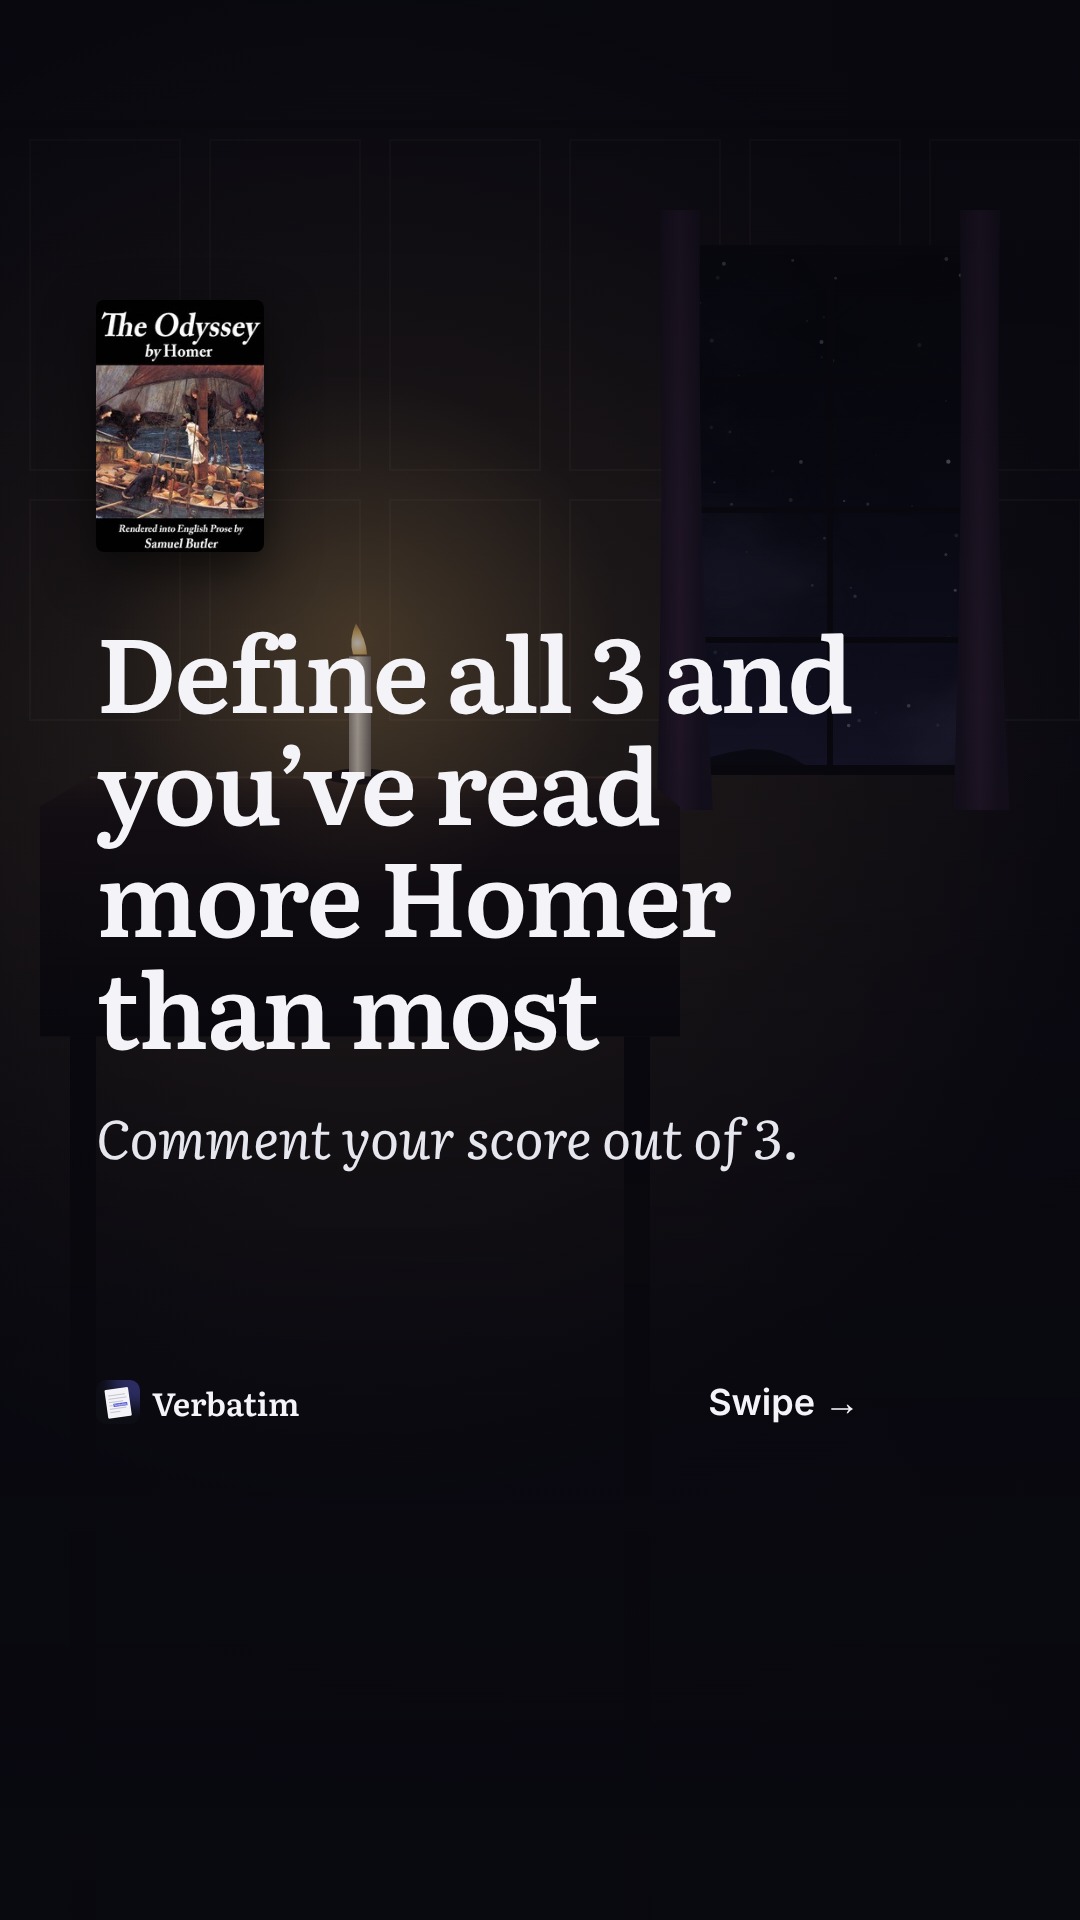 The Odyssey
by Homer
Rendered into English Prose by
Samuel Butler
Define all 3 and
you’ve read
more Homer
than most
Comment your score out of 3.
Verbatim
Swipe →